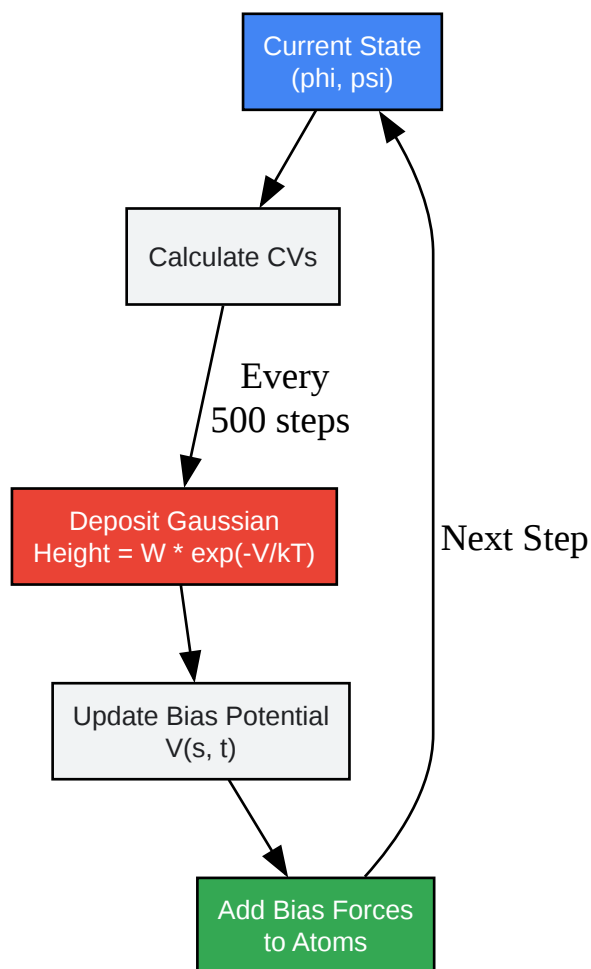 Current State
(phi, psi)
Calculate CVs
Every
500 steps
Deposit Gaussian
Height = W * exp(-V/kT)
Next Step
Update Bias Potential
V(s, t)
Add Bias Forces
to Atoms